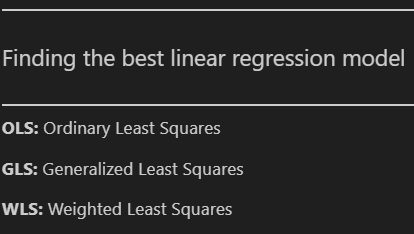 Finding the best linear regression model
OLS: Ordinary Least Squares
GLS: Generalized Least Squares
WLS: Weighted Least Squares